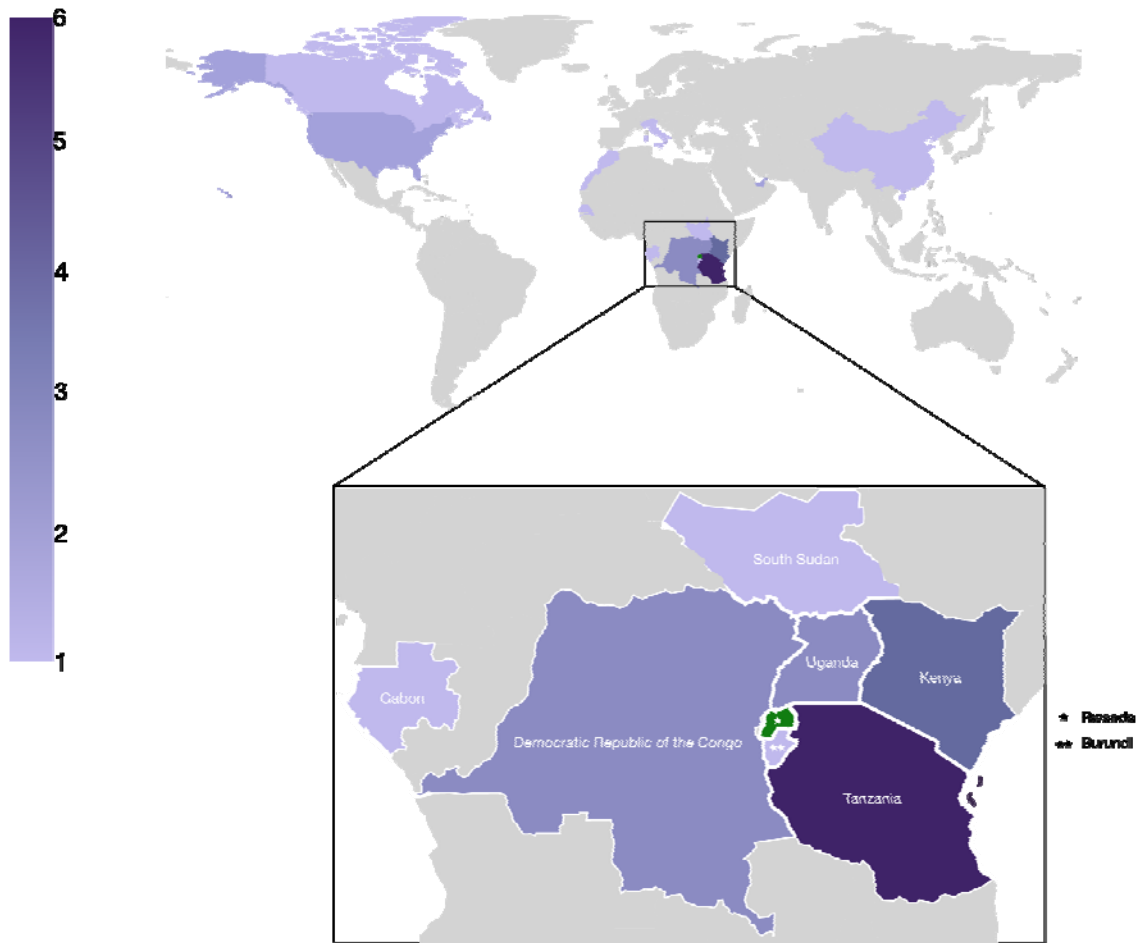 6
5
4
3
2
1
South Sudan
Uganda
Kenya
Gabon
*
* Rwanda
Democratic Republic of the Congo
**
** Burundi
Tanzania